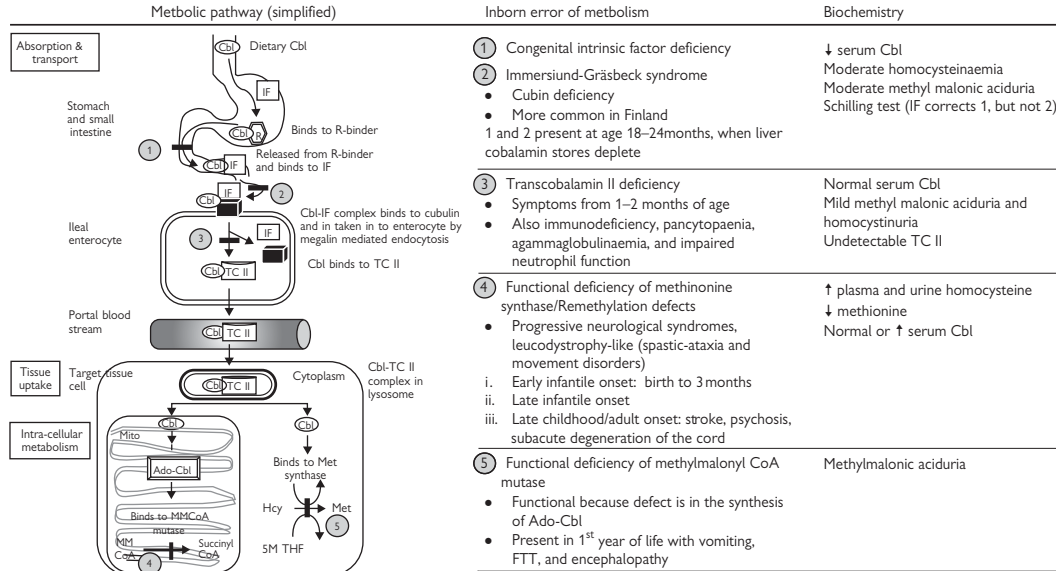 Metbolic pathway (simplified)
Inborn error of metbolism
Biochemistry
Absorption &
transport
Cbl
Dietary Cbl
IF
Stomach
and small
intestine
Cbl
R
Binds to R-binder
1
Cbl
IF
Released from R-binder
and binds to IF
IF
Cbl
2
Cbl-IF complex binds to cubulin
and in taken in to enterocyte by
megalin mediated endocytosis
Ileal
enterocyte
3
IF
Cbl
TC II
Cbl binds to TC II
Portal blood
stream
Cbl
TC II
Tissue
uptake
Target tissue
cell
Cbl
TC II
Cytoplasm
Cbl-TC II
complex in
lysosome
Intra-cellular
metabolism
Cbl
Cbl
Mito
Ado-Cbl
Binds to MMCoA
mutase
MM
CoA
Succinyl
CoA
4
Binds to Met
synthase
Hcy
Met
5
5M THF
1 Congenital intrinsic factor deficiency
2 Immersiund-Gräsbeck syndrome
• Cubin deficiency
• More common in Finland
1 and 2 present at age 18–24months, when liver
cobalamin stores deplete
↓ serum Cbl
Moderate homocysteinaemia
Moderate methyl malonic aciduria
Schilling test (IF corrects 1, but not 2)
3 Transcobalamin II deficiency
• Symptoms from 1–2 months of age
• Also immunodeficiency, pancytopaenia,
agammaglobulinaemia, and impaired
neutrophil function
Normal serum Cbl
Mild methyl malonic aciduria and
homocystinuria
Undetectable TC II
4 Functional deficiency of methinonine
synthase/Remethylation defects
• Progressive neurological syndromes,
leucodystrophy-like (spastic-ataxia and
movement disorders)
i. Early infantile onset: birth to 3 months
ii. Late infantile onset
iii. Late childhood/adult onset: stroke, psychosis,
subacute degeneration of the cord
↑ plasma and urine homocysteine
↓ methionine
Normal or ↑ serum Cbl
5 Functional deficiency of methylmalonyl CoA
mutase
• Functional because defect is in the synthesis
of Ado-Cbl
• Present in 1st year of life with vomiting,
FTT, and encephalopathy
Methylmalonic aciduria